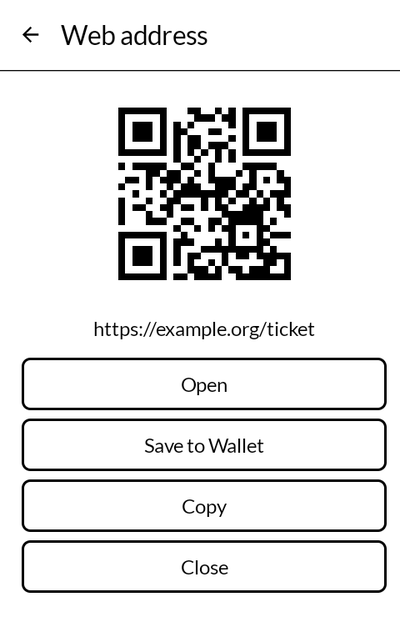 Web address
https://example.org/ticket
Open
Save to Wallet
Copy
Close